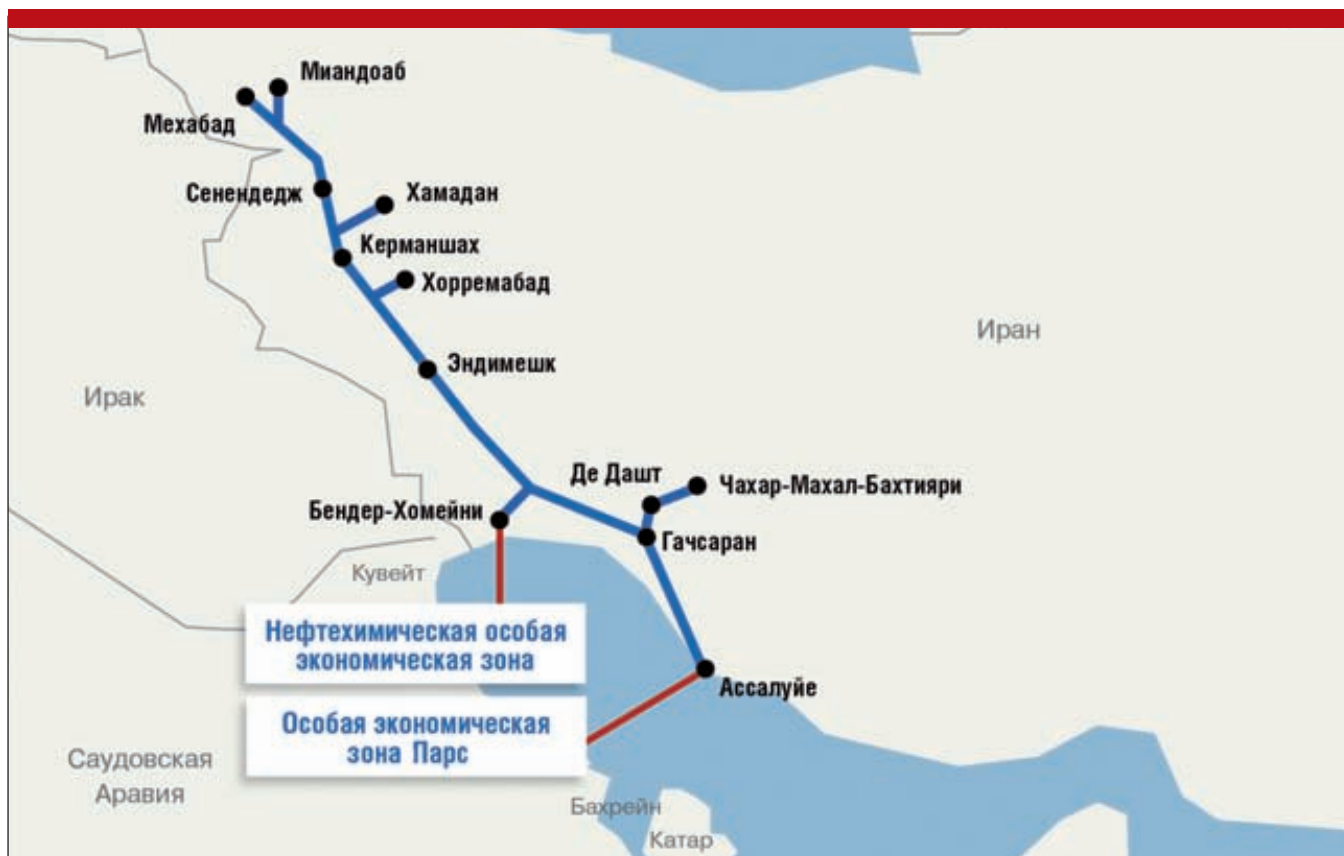 Миандоаб
Мехабад
Сенендедж
Хамадан
Керманшах
Хорремабад
Иран
Эндимешк
Ирак
Де Дашт
Чахар-Махал-Бахтияри
Бендер-Хомейни
Гачсаран
Кувейт
Нефтехимическая особая
экономическая зона
Ассалуйе
Особая экономическая
зона Парс
Саудовская
Аравия
Бахрейн
Катар